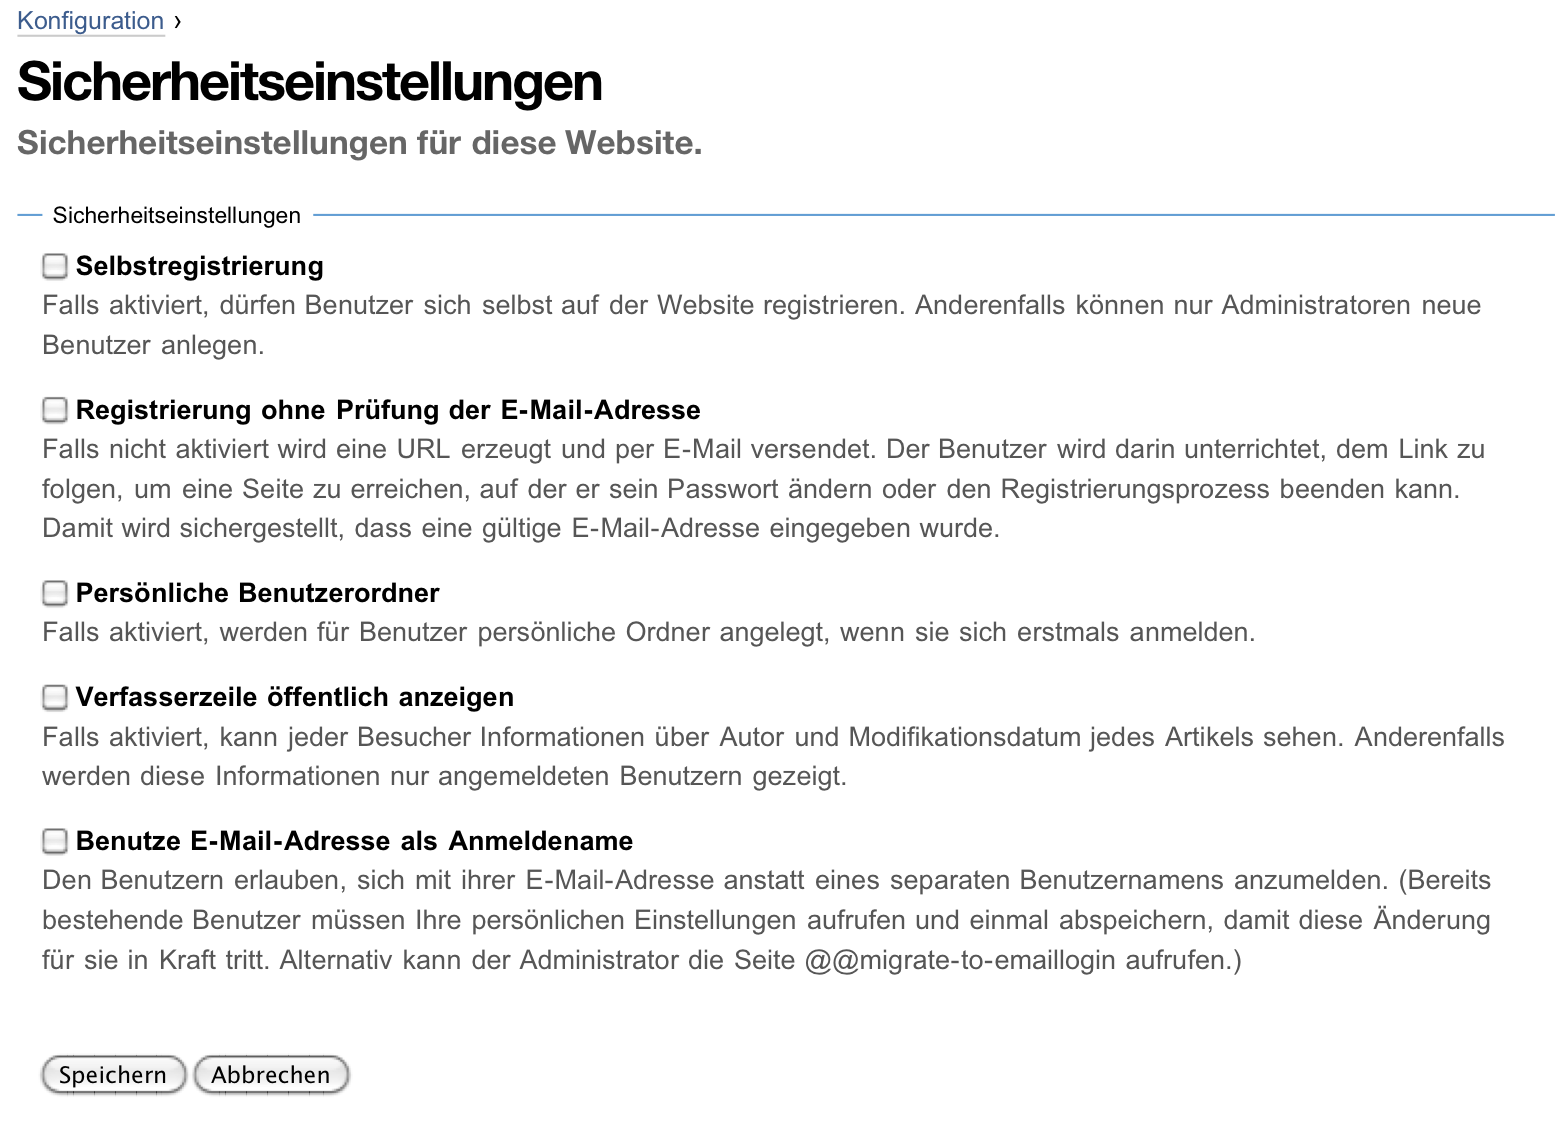 Konfiguration ›
Sicherheitseinstellungen
Sicherheitseinstellungen für diese Website.
Sicherheitseinstellungen
Selbstregistrierung
Falls aktiviert, dürfen Benutzer sich selbst auf der Website registrieren. Anderenfalls können nur Administratoren neue
Benutzer anlegen.
Registrierung ohne Prüfung der E-Mail-Adresse
Falls nicht aktiviert wird eine URL erzeugt und per E-Mail versendet. Der Benutzer wird darin unterrichtet, dem Link zu
folgen, um eine Seite zu erreichen, auf der er sein Passwort ändern oder den Registrierungsprozess beenden kann.
Damit wird sichergestellt, dass eine gültige E-Mail-Adresse eingegeben wurde.
Persönliche Benutzerordner
Falls aktiviert, werden für Benutzer persönliche Ordner angelegt, wenn sie sich erstmals anmelden.
Verfasserzeile öffentlich anzeigen
Falls aktiviert, kann jeder Besucher Informationen über Autor und Modifikationsdatum jedes Artikels sehen. Anderenfalls
werden diese Informationen nur angemeldeten Benutzern gezeigt.
Benutze E-Mail-Adresse als Anmeldename
Den Benutzern erlauben, sich mit ihrer E-Mail-Adresse anstatt eines separaten Benutzernamens anzumelden. (Bereits
bestehende Benutzer müssen Ihre persönlichen Einstellungen aufrufen und einmal abspeichern, damit diese Änderung
für sie in Kraft tritt. Alternativ kann der Administrator die Seite @@migrate-to-emaillogin aufrufen.)
Speichern Abbrechen